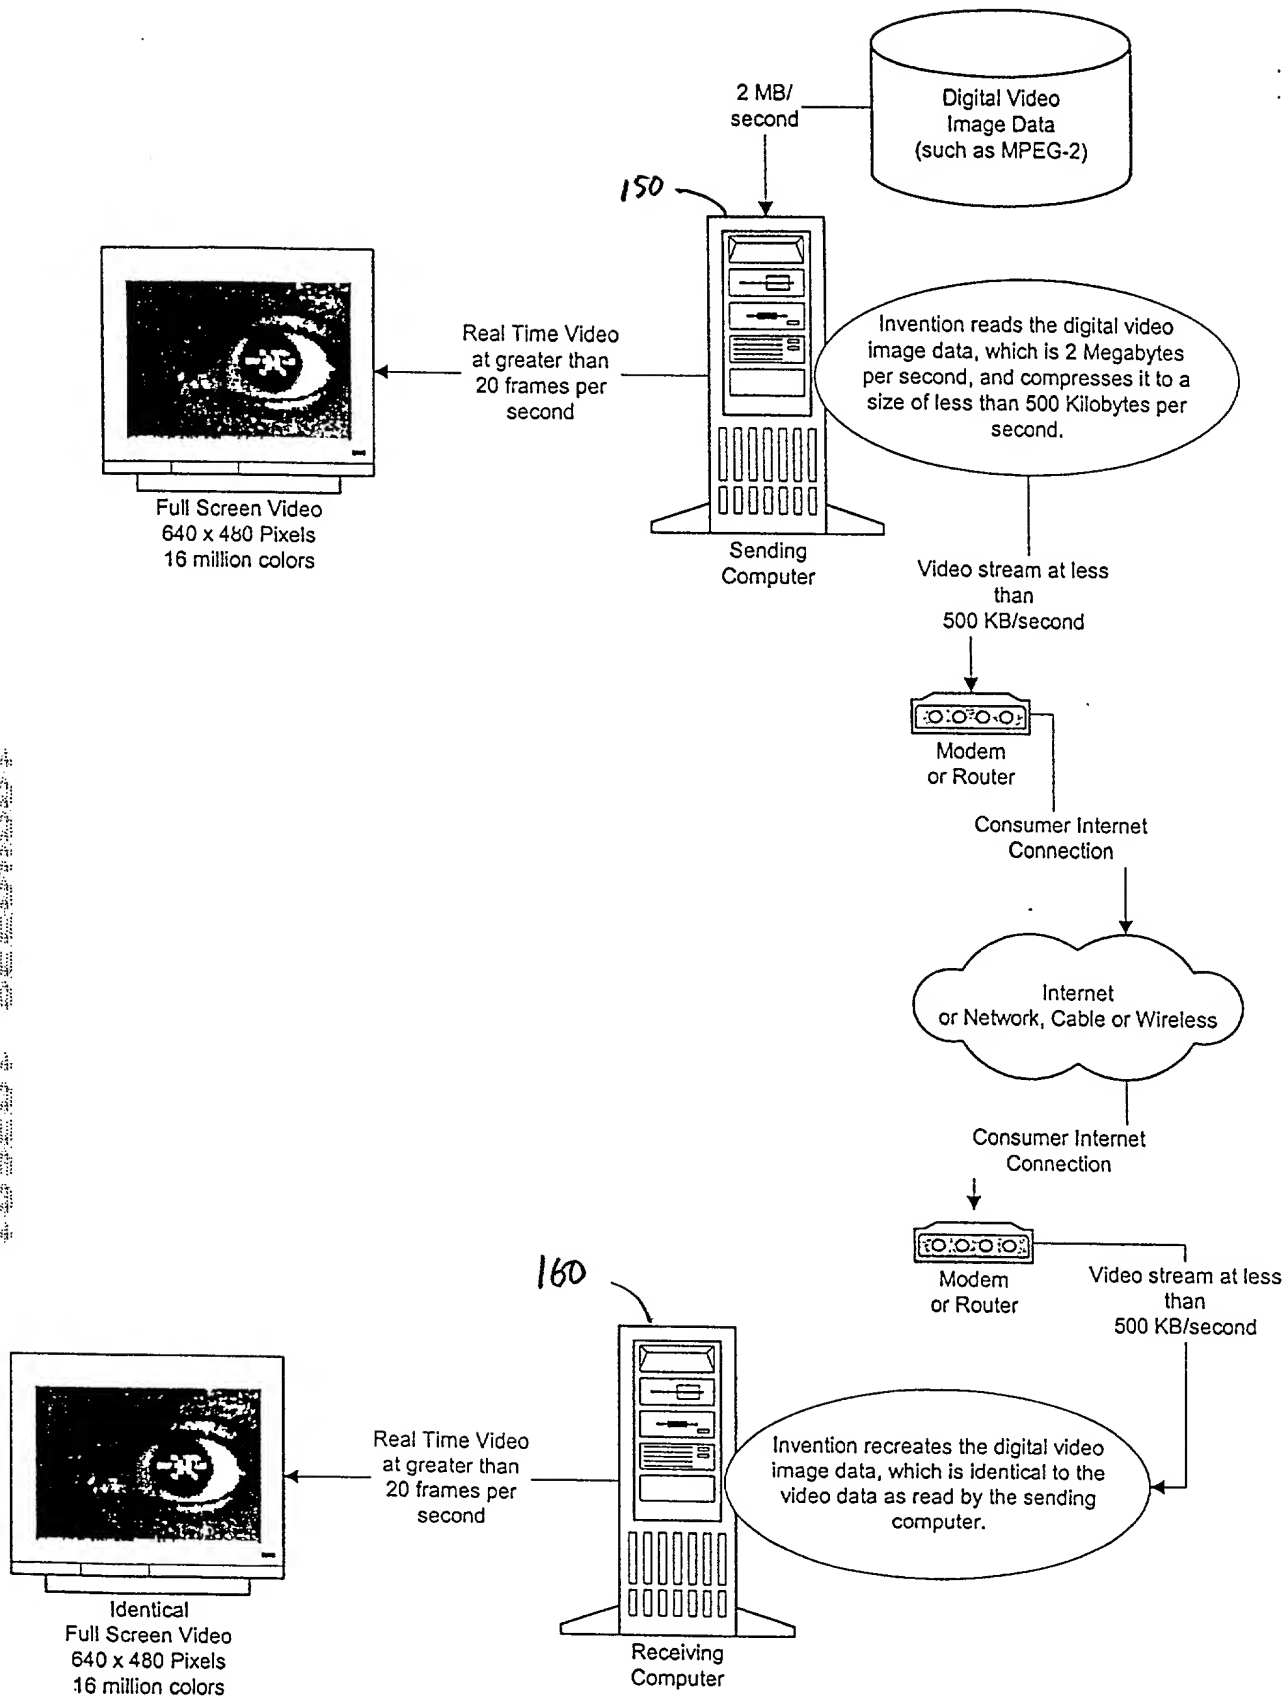 Digital Video
Image Data
(such as MPEG-2)
2 MB/
second
150
Invention reads the digital video
image data, which is 2 Megabytes
per second, and compresses it to a
size of less than 500 Kilobytes per
second.
Real Time Video
at greater than
20 frames per
second
Full Screen Video
640 x 480 Pixels
16 million colors
Sending
Computer
Video stream at less
than
500 KB/second
Modem
or Router
Consumer Internet
Connection
Internet
or Network, Cable or Wireless
Consumer Internet
Connection
Modem
or Router
Video stream at less
than
500 KB/second
160
Invention recreates the digital video
image data, which is identical to the
video data as read by the sending
computer.
Real Time Video
at greater than
20 frames per
second
Identical
Full Screen Video
640 x 480 Pixels
16 million colors
Receiving
Computer